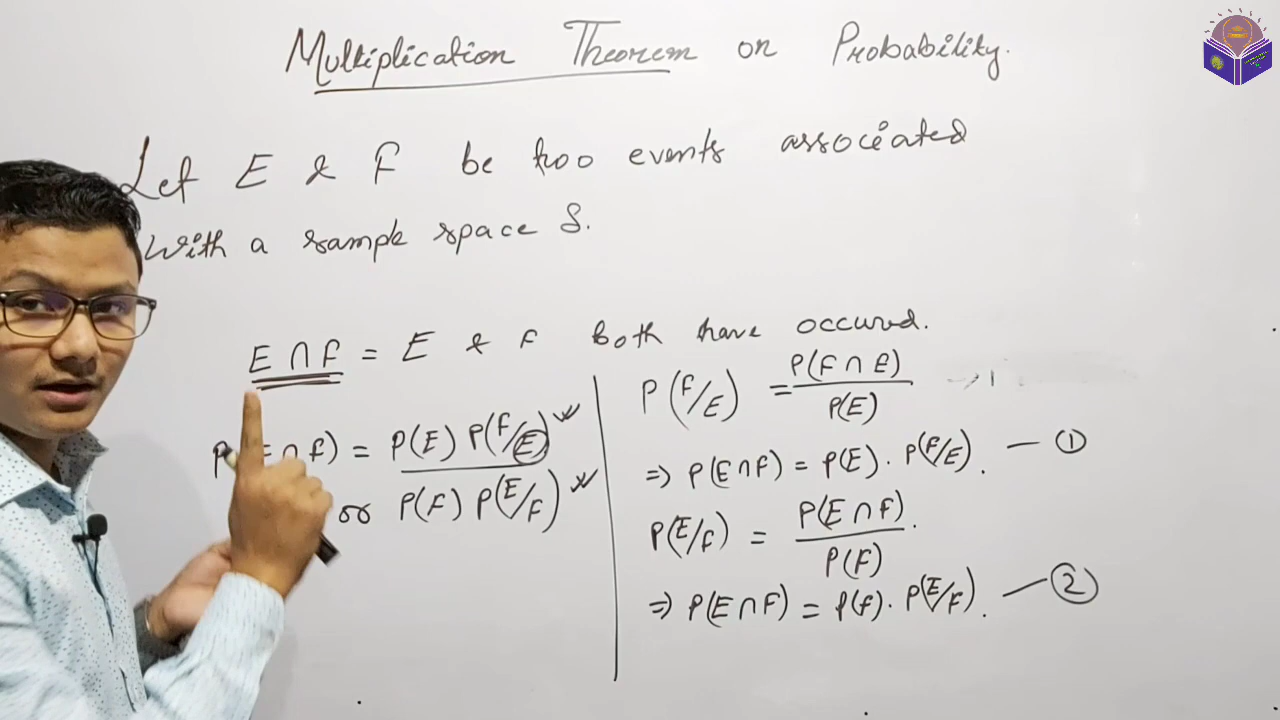 Multiplication Theorem on Probability.
Let E & F be two events associated
With a sample space S.
E ∩ F = E & F both have occured.
P(E ∩ F) = P(E) P(F/E)
or P(F) P(E/F)
P(F/E) = P(F ∩ E) / P(E)
⇒ P(E ∩ F) = P(E) . P(F/E). — ①
P(E/F) = P(E ∩ F) / P(F).
⇒ P(E ∩ F) = P(F) . P(E/F). — ②